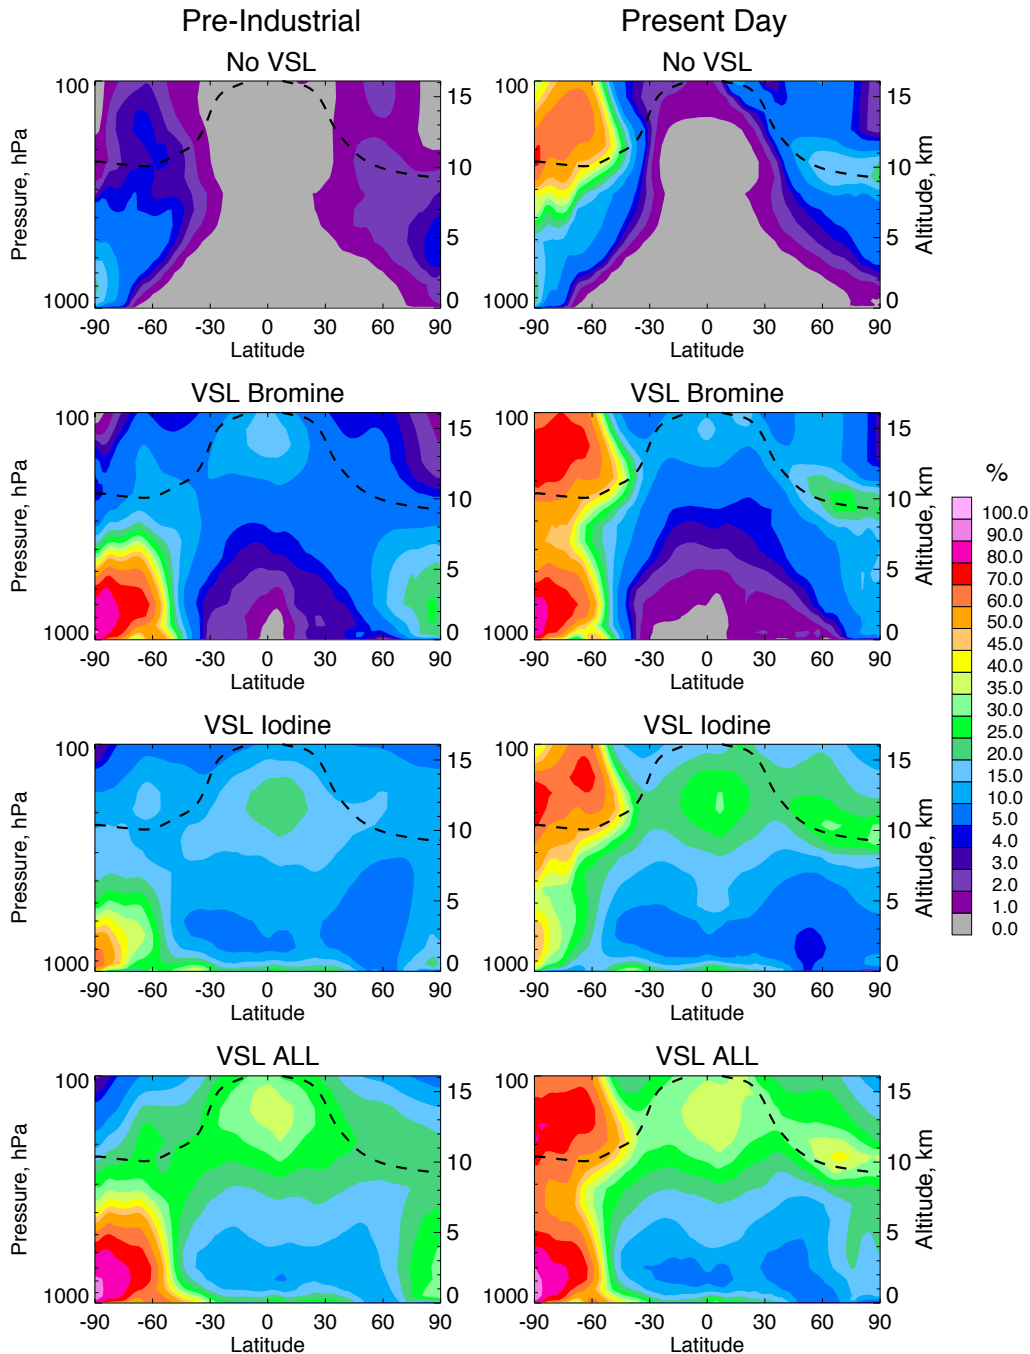 Pre-Industrial Present Day
No VSL No VSL
100 15 100 15
10 10
5 5
1000 0 1000 0
Pressure, hPa Altitude, km
-90 -60 -30 0 30 60 90 -90 -60 -30 0 30 60 90
Latitude Latitude
VSL Bromine VSL Bromine
100 15 100 15
10 10
5 5
1000 0 1000 0
Pressure, hPa Pressure, hPa Altitude, km
-90 -60 -30 0 30 60 90 -90 -60 -30 0 30 60 90
Latitude Latitude
VSL Iodine VSL Iodine
100 15 100 15
10 10
5 5
1000 0 1000 0
Pressure, hPa Altitude, km
-90 -60 -30 0 30 60 90 -90 -60 -30 0 30 60 90
Latitude Latitude
VSL ALL VSL ALL
100 15 100 15
10 10
5 5
1000 0 1000 0
Pressure, hPa Altitude, km
-90 -60 -30 0 30 60 90 -90 -60 -30 0 30 60 90
Latitude Latitude
%
100.0
90.0
80.0
70.0
60.0
45.0
40.0
35.0
30.0
20.0
15.0
10.0
5.0
4.0
3.0
2.0
1.0
0.0